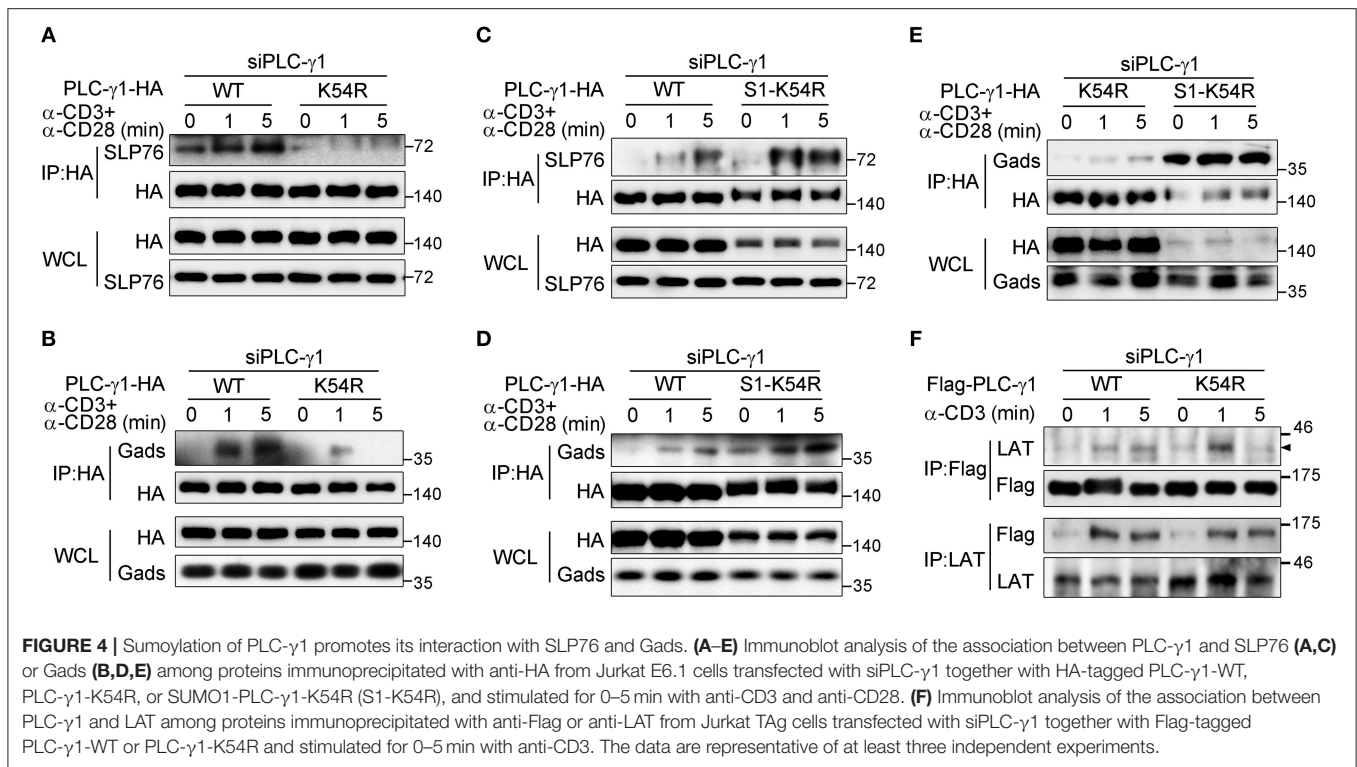 A
siPLC-γ1
PLC-γ1-HA WT K54R
α-CD3+
α-CD28 (min) 0 1 5 0 1 5
IP:HA SLP76 72
HA 140
WCL HA 140
SLP76 72
B
siPLC-γ1
PLC-γ1-HA WT K54R
α-CD3+
α-CD28 (min) 0 1 5 0 1 5
IP:HA Gads 35
HA 140
WCL HA 140
Gads 35
C
siPLC-γ1
PLC-γ1-HA WT S1-K54R
α-CD3+
α-CD28 (min) 0 1 5 0 1 5
IP:HA SLP76 72
HA 140
WCL HA 140
SLP76 72
D
siPLC-γ1
PLC-γ1-HA WT S1-K54R
α-CD3+
α-CD28 (min) 0 1 5 0 1 5
IP:HA Gads 35
HA 140
WCL HA 140
Gads 35
E
siPLC-γ1
PLC-γ1-HA K54R S1-K54R
α-CD3+
α-CD28 (min) 0 1 5 0 1 5
IP:HA Gads 35
HA 140
WCL HA 140
Gads 35
F
siPLC-γ1
Flag-PLC-γ1 WT K54R
α-CD3 (min) 0 1 5 0 1 5
IP:Flag LAT 46
Flag 175
IP:LAT Flag 175
LAT 46
FIGURE 4 | Sumoylation of PLC-γ1 promotes its interaction with SLP76 and Gads. (A–E) Immunoblot analysis of the association between PLC-γ1 and SLP76 (A,C)
or Gads (B,D,E) among proteins immunoprecipitated with anti-HA from Jurkat E6.1 cells transfected with siPLC-γ1 together with HA-tagged PLC-γ1-WT,
PLC-γ1-K54R, or SUMO1-PLC-γ1-K54R (S1-K54R), and stimulated for 0–5 min with anti-CD3 and anti-CD28. (F) Immunoblot analysis of the association between
PLC-γ1 and LAT among proteins immunoprecipitated with anti-Flag or anti-LAT from Jurkat TAg cells transfected with siPLC-γ1 together with Flag-tagged
PLC-γ1-WT or PLC-γ1-K54R and stimulated for 0–5 min with anti-CD3. The data are representative of at least three independent experiments.